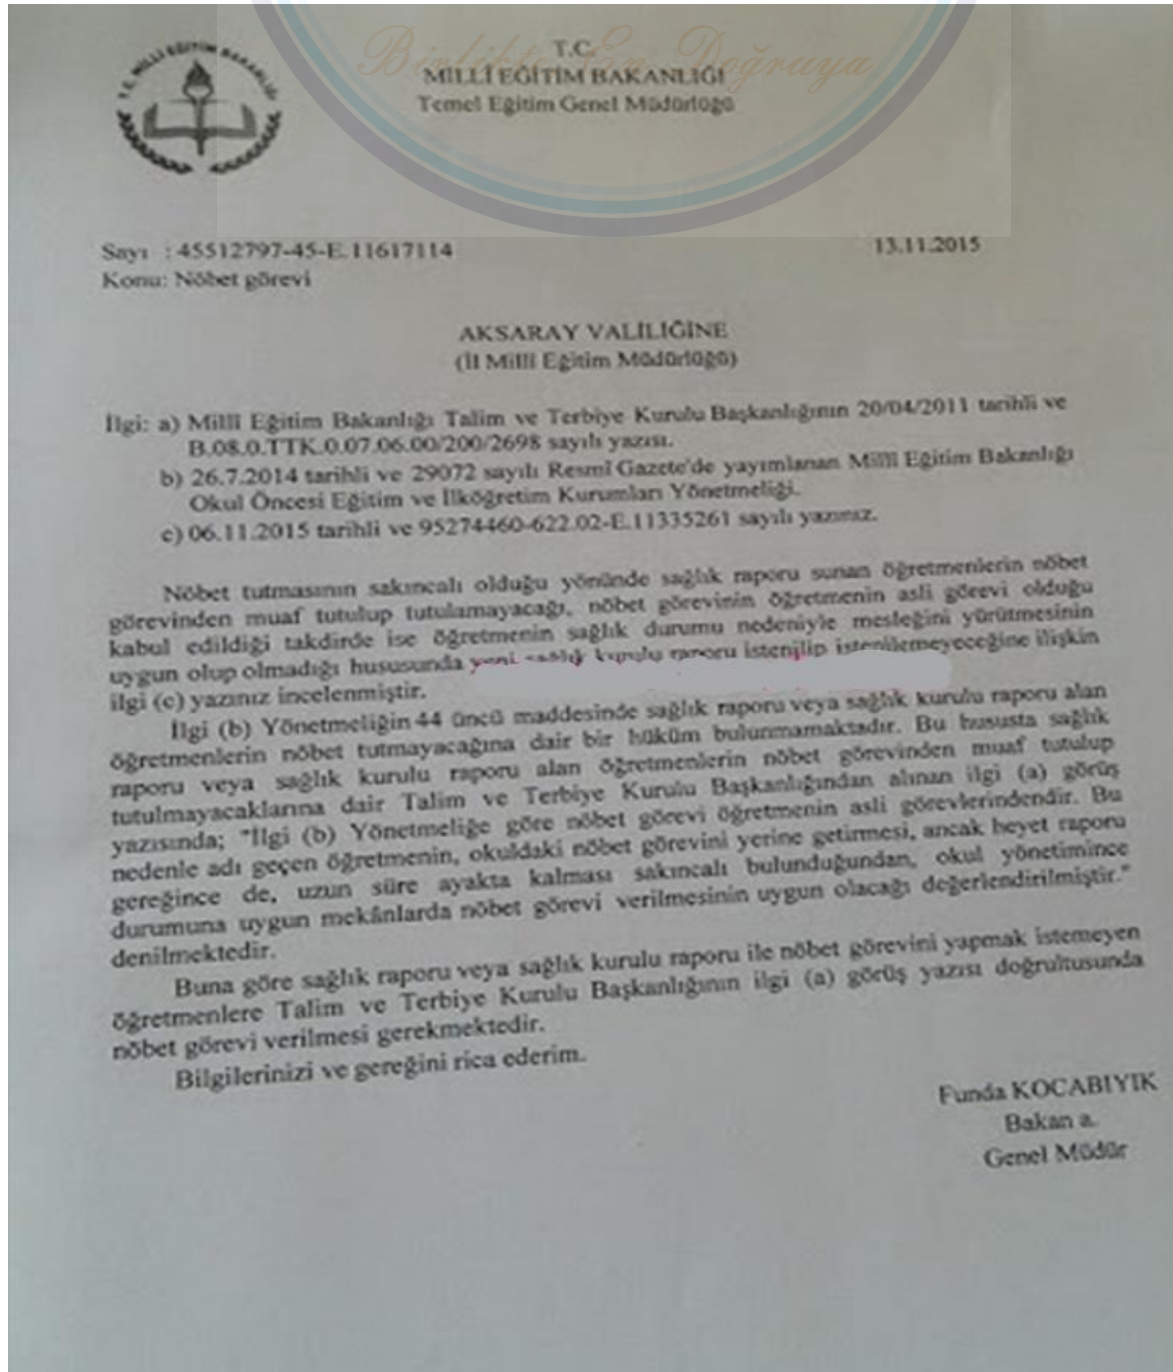 Birlikte En Doğruya
T.C. MİLLİ EĞİTİM BAKANLIĞI
T.C.
MİLLİ EĞİTİM BAKANLIĞI
Temel Eğitim Genel Müdürlüğü
Sayı : 45512797-45-E.11617114
13.11.2015
Konu: Nöbet görevi
AKSARAY VALİLİĞİNE
(İl Milli Eğitim Müdürlüğü)
İlgi: a) Millî Eğitim Bakanlığı Talim ve Terbiye Kurulu Başkanlığının 20/04/2011 tarihli ve
B.08.0.TTK.0.07.06.00/200/2698 sayılı yazısı.
b) 26.7.2014 tarihli ve 29072 sayılı Resmî Gazete'de yayımlanan Millî Eğitim Bakanlığı
Okul Öncesi Eğitim ve İlköğretim Kurumları Yönetmeliği.
c) 06.11.2015 tarihli ve 95274460-622.02-E.11335261 sayılı yazınız.
Nöbet tutmasının sakıncalı olduğu yönünde sağlık raporu sunan öğretmenlerin nöbet
görevinden muaf tutulup tutulamayacağı, nöbet görevinin öğretmenin asli görevi olduğu
kabul edildiği takdirde ise öğretmenin sağlık durumu nedeniyle mesleğini yürütmesinin
uygun olup olmadığı hususunda yeni sağlık kurulu raporu istenilip istenilemeyeceğine ilişkin
ilgi (c) yazınız incelenmiştir.
İlgi (b) Yönetmeliğin 44 üncü maddesinde sağlık raporu veya sağlık kurulu raporu alan
öğretmenlerin nöbet tutmayacağına dair bir hüküm bulunmamaktadır. Bu hususta sağlık
raporu veya sağlık kurulu raporu alan öğretmenlerin nöbet görevinden muaf tutulup
tutulmayacaklarına dair Talim ve Terbiye Kurulu Başkanlığından alınan ilgi (a) görüş
yazısında; "İlgi (b) Yönetmeliğe göre nöbet görevi öğretmenin asli görevlerindendir. Bu
nedenle adı geçen öğretmenin, okuldaki nöbet görevini yerine getirmesi, ancak heyet raporu
gereğince de, uzun süre ayakta kalması sakıncalı bulunduğundan, okul yönetimince
durumuna uygun mekânlarda nöbet görevi verilmesinin uygun olacağı değerlendirilmiştir."
denilmektedir.
Buna göre sağlık raporu veya sağlık kurulu raporu ile nöbet görevini yapmak istemeyen
öğretmenlere Talim ve Terbiye Kurulu Başkanlığının ilgi (a) görüş yazısı doğrultusunda
nöbet görevi verilmesi gerekmektedir.
Bilgilerinizi ve gereğini rica ederim.
Funda KOCABIYIK
Bakan a.
Genel Müdür